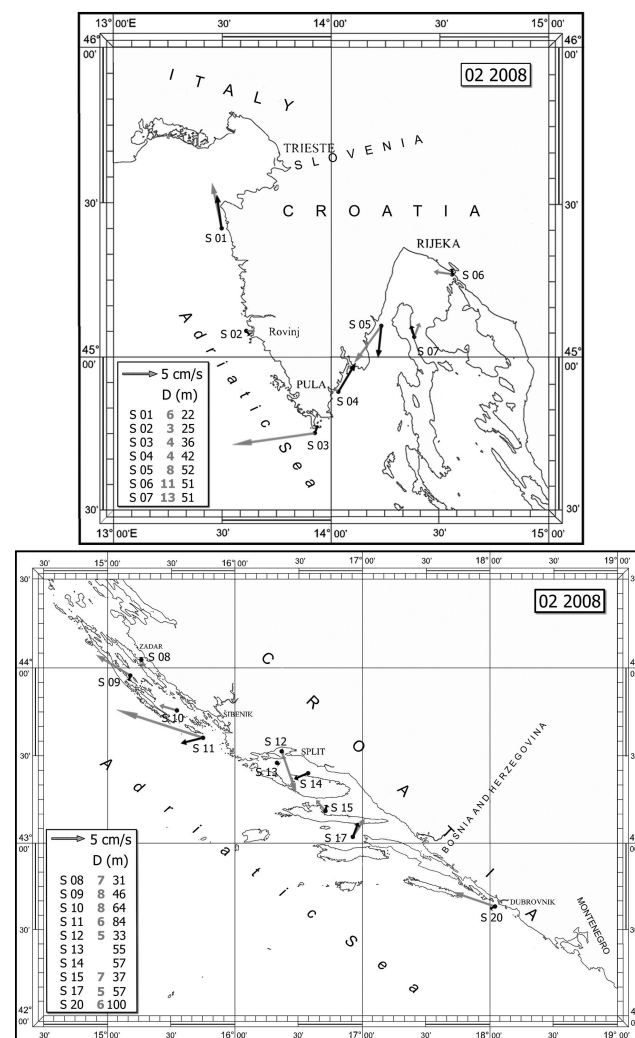 13° 00' 30' 14° 00' 30' 15° 00'
46° 00' 46° 00'
02 2008
I T A L Y
TRIESTE
S L O V E N I A
30' 30'
C R O A T I A
S 01
RIJEKA
S 06
S 05
S 02 Rovinj
S 07
45° 00' 45° 00'
Adriatic Sea
PULA
S 04
S 03
5 cm/s
D (m)
S 01 6 22
S 02 3 25
S 03 4 36
S 04 4 42
S 05 8 52
S 06 11 51
S 07 13 51
30' 30'
13° 00' 30' 14° 00' 30' 15° 00'
30' 15° 00' 30' 16° 00' 30' 17° 00' 30' 18° 00' 30' 19° 00'
30'
02 2008
ZADAR
S 08
44° 00'
S 09
C R O A T I A
S 10
ŠIBENIK
S 12
SPLIT
S 11
30'
S 13
S 14
Adriatic Sea
BOSNIA AND HERZEGOVINA
S 15
S 17
43° 00'
5 cm/s
D (m)
S 08 7 31
S 09 8 46
S 10 8 64
S 11 6 84
S 12 5 33
S 13 55
S 14 57
S 15 7 37
S 17 5 57
S 20 6 100
DUBROVNIK
S 20
MONTENEGRO
30'
42° 00'
30' 15° 00' 30' 16° 00' 30' 17° 00' 30' 18° 00' 30' 19° 00'